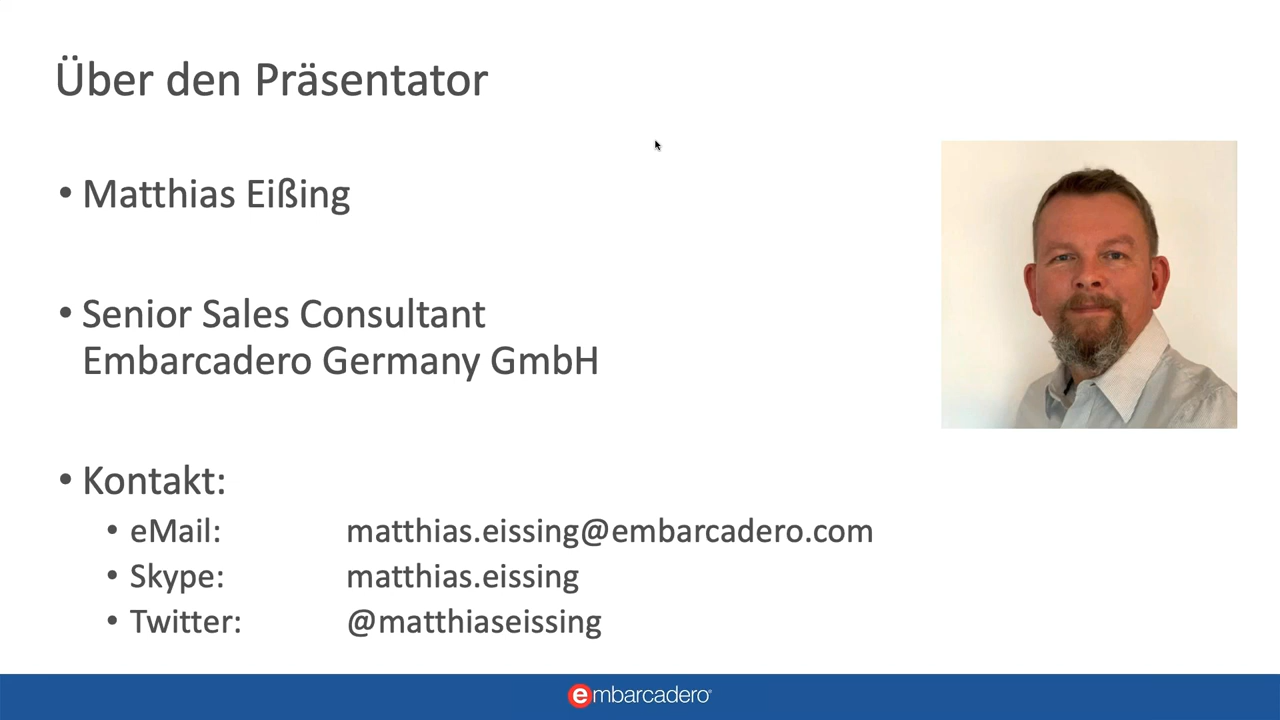 Über den Präsentator
• Matthias Eißing
• Senior Sales Consultant
Embarcadero Germany GmbH
• Kontakt:
• eMail: matthias.eissing@embarcadero.com
• Skype: matthias.eissing
• Twitter: @matthiaseissing
embarcadero®